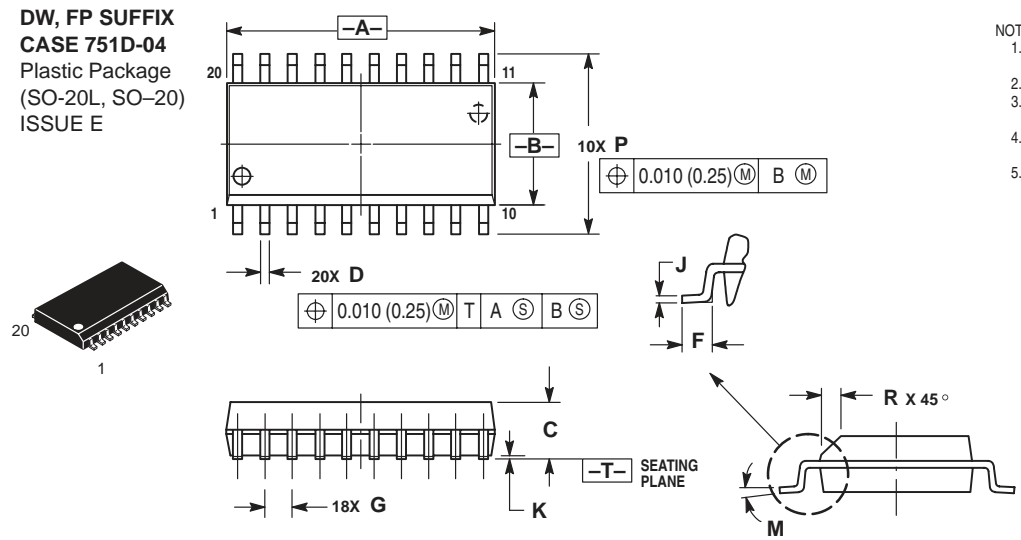 DW, FP SUFFIX
CASE 751D-04
Plastic Package
(SO-20L, SO–20)
ISSUE E
–A–
20
11
–B–
10X P
0.010 (0.25) Ⓜ B Ⓜ
1
10
20X D
0.010 (0.25) Ⓜ T A Ⓢ B Ⓢ
20
1
J
F
C
–T– SEATING
PLANE
18X G
K
R X 45°
M
NOT
1.
2.
3.
4.
5.